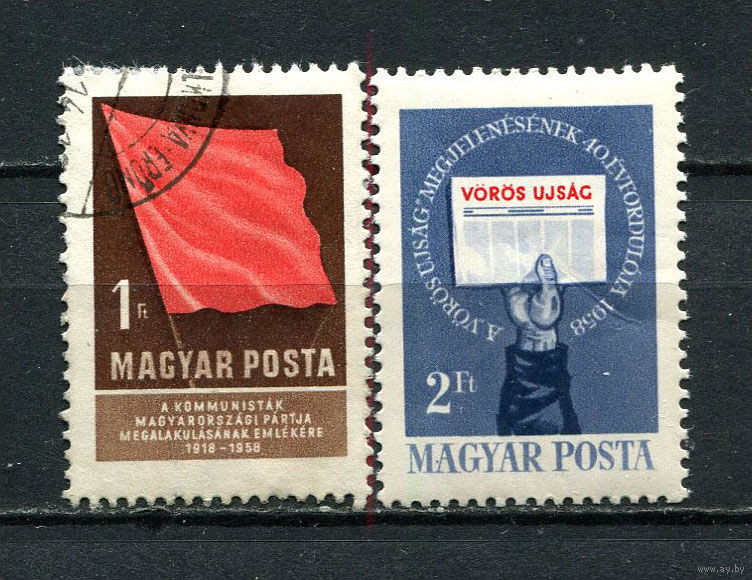 1 Ft
MAGYAR POSTA
A KOMMUNISTÁK
MAGYARORSZÁGI PÁRTJA
MEGALAKULÁSÁNAK EMLÉKÉRE
1918-1958
A "VÖRÖS UJSÁG" MEGJELENÉSÉNEK 40 ÉVFORDULÓJA 1958
VÖRÖS UJSÁG
2 Ft
MAGYAR POSTA
www.ay.by